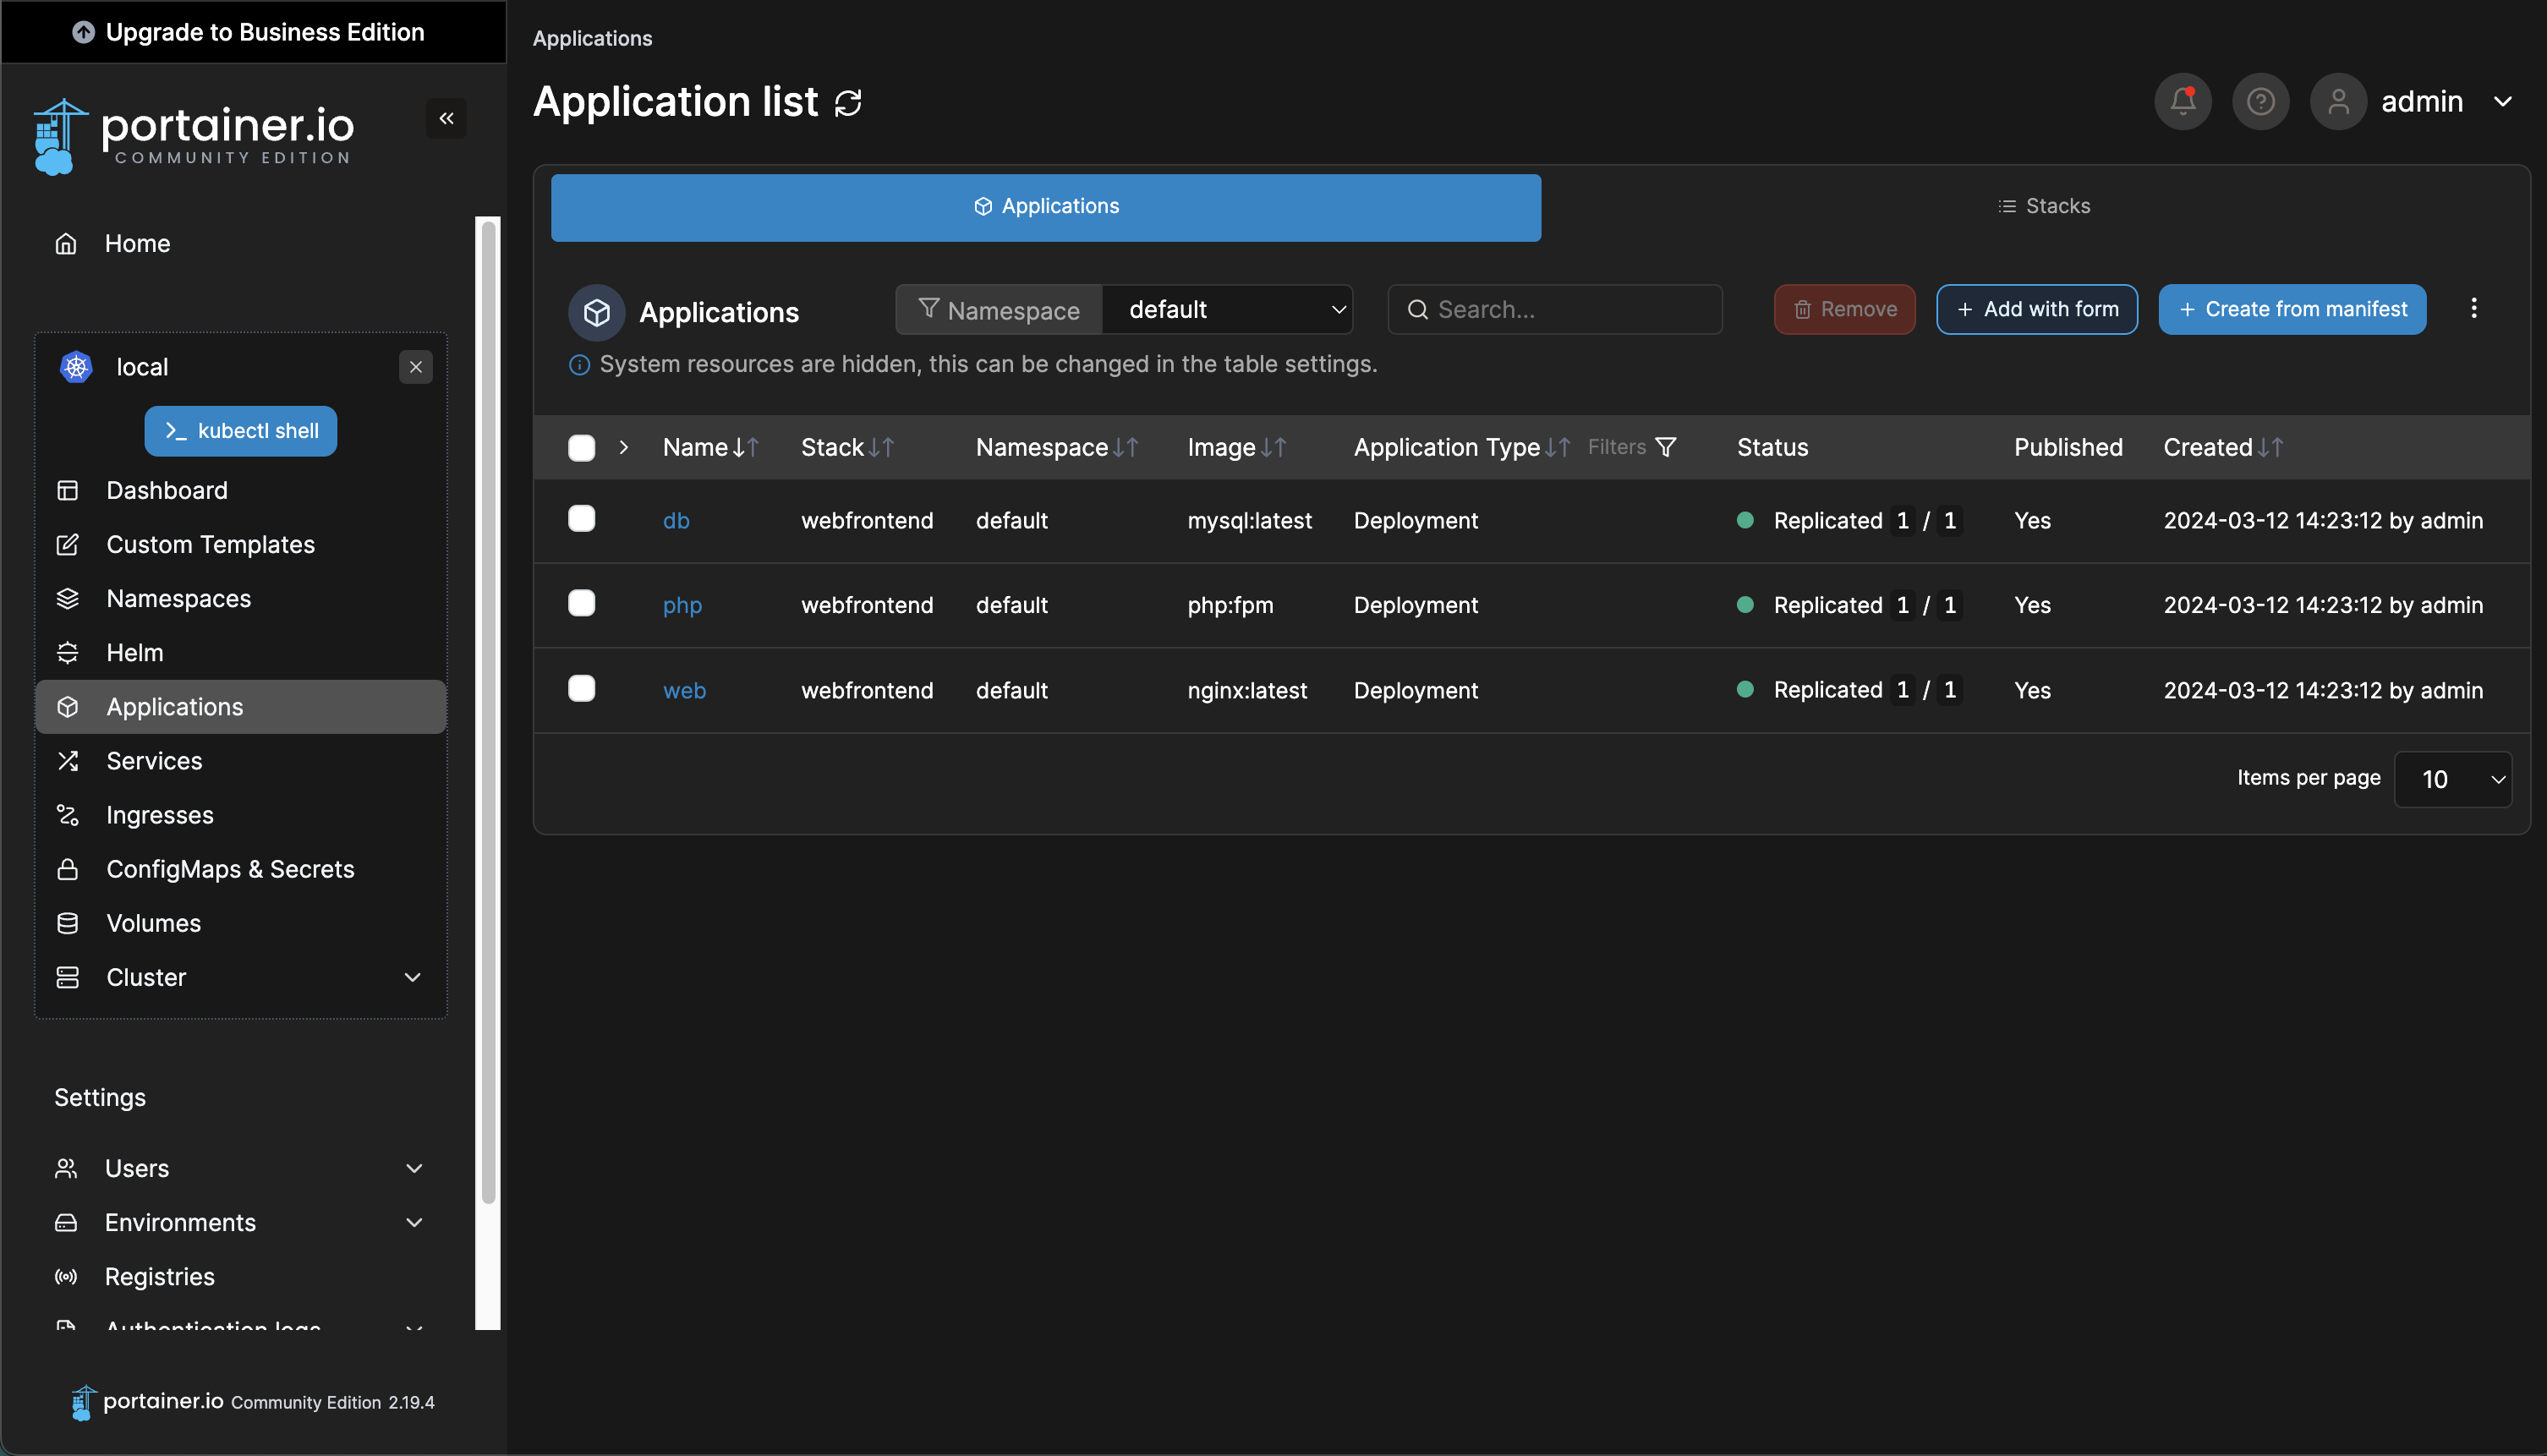 Upgrade to Business Edition
portainer.io
COMMUNITY EDITION
Home
local
kubectl shell
Dashboard
Custom Templates
Namespaces
Helm
Applications
Services
Ingresses
ConfigMaps & Secrets
Volumes
Cluster
Settings
Users
Environments
Registries
Authentication logs
portainer.io Community Edition 2.19.4
Applications
Application list
admin
Applications
Stacks
Applications
Namespace
default
Search...
Remove
+ Add with form
+ Create from manifest
System resources are hidden, this can be changed in the table settings.
Name Stack Namespace Image Application Type Filters Status Published Created
db webfrontend default mysql:latest Deployment Replicated 1 / 1 Yes 2024-03-12 14:23:12 by admin
php webfrontend default php:fpm Deployment Replicated 1 / 1 Yes 2024-03-12 14:23:12 by admin
web webfrontend default nginx:latest Deployment Replicated 1 / 1 Yes 2024-03-12 14:23:12 by admin
Items per page 10